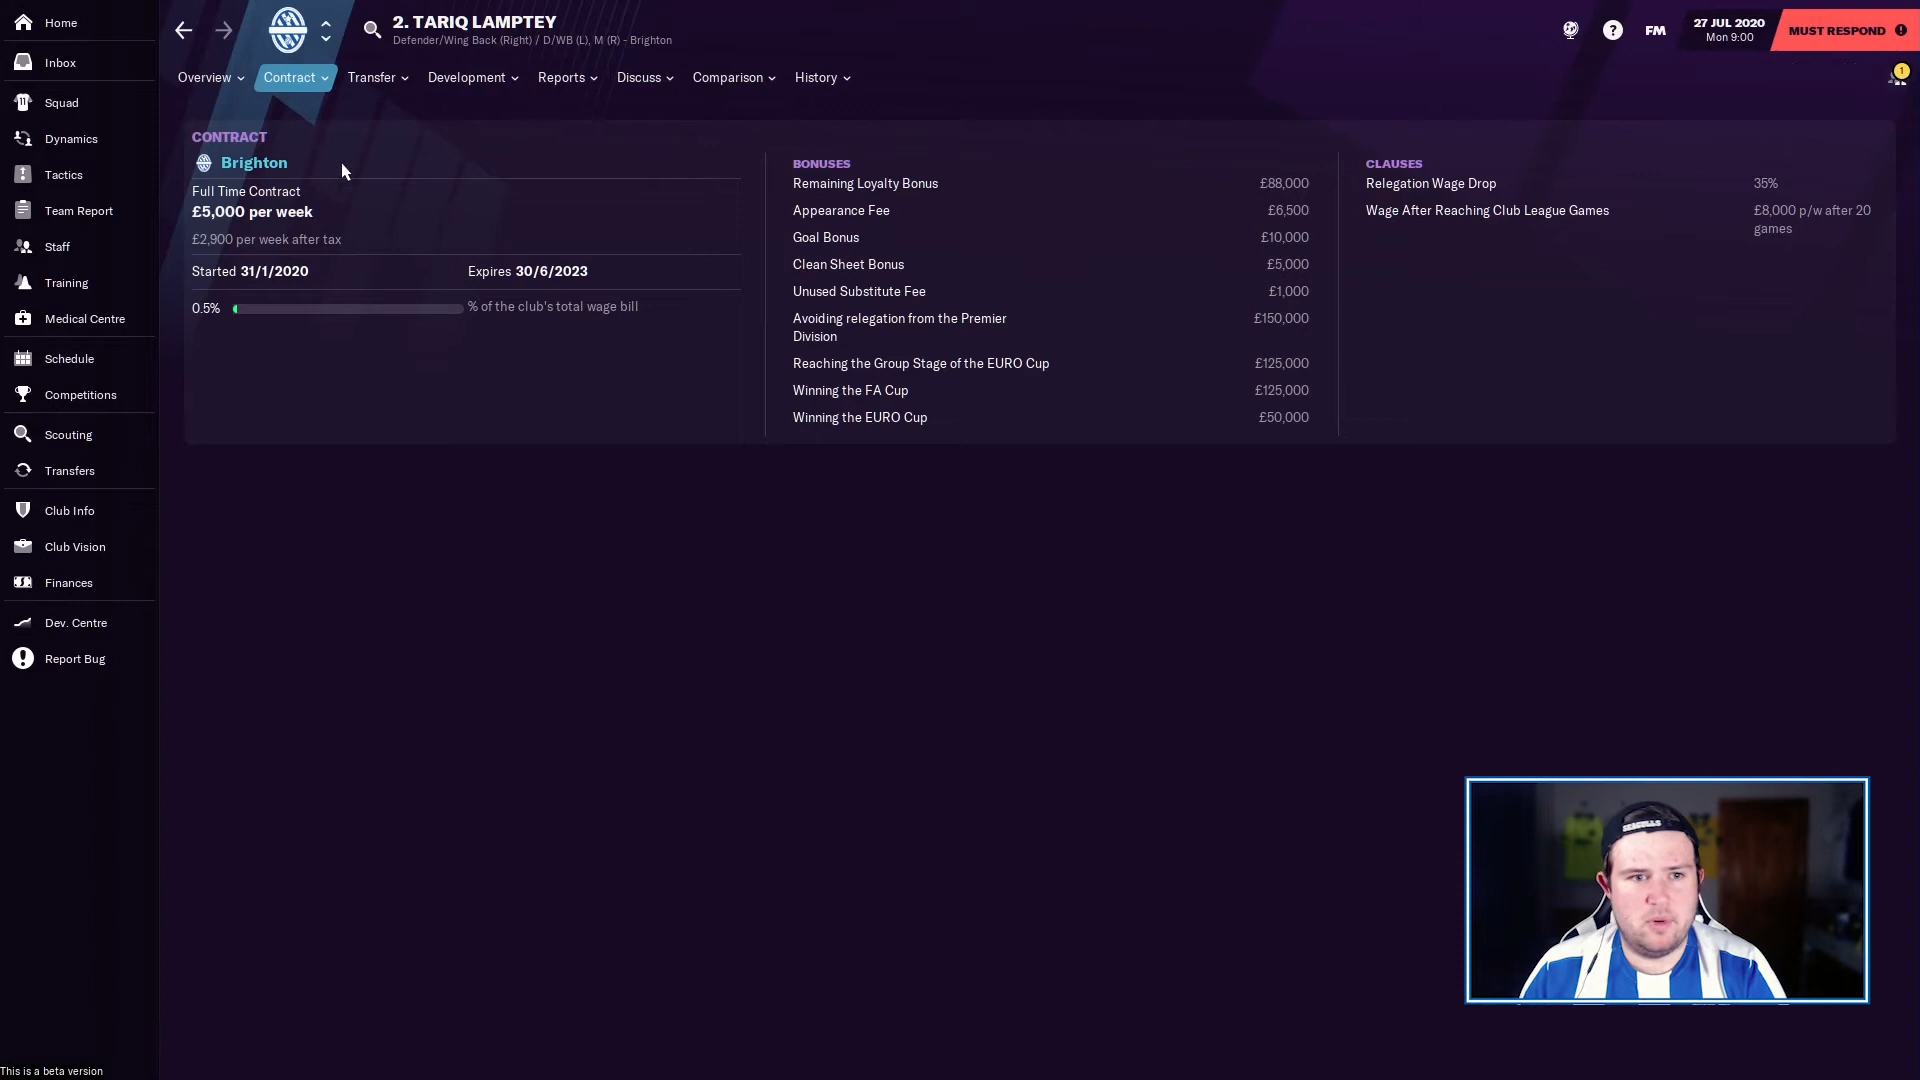 Home
Inbox
Squad
Dynamics
Tactics
Team Report
Staff
Training
Medical Centre
Schedule
Competitions
Scouting
Transfers
Club Info
Club Vision
Finances
Dev. Centre
Report Bug
This is a beta version
2. TARIQ LAMPTEY
Defender/Wing Back (Right) / D/WB (L), M (R) - Brighton
FM
27 JUL 2020
Mon 9:00
MUST RESPOND
1
Overview Contract Transfer Development Reports Discuss Comparison History
CONTRACT
Brighton
Full Time Contract
£5,000 per week
£2,900 per week after tax
Started 31/1/2020 Expires 30/6/2023
0.5% % of the club's total wage bill
BONUSES
Remaining Loyalty Bonus £88,000
Appearance Fee £6,500
Goal Bonus £10,000
Clean Sheet Bonus £5,000
Unused Substitute Fee £1,000
Avoiding relegation from the Premier £150,000
Division
Reaching the Group Stage of the EURO Cup £125,000
Winning the FA Cup £125,000
Winning the EURO Cup £50,000
CLAUSES
Relegation Wage Drop 35%
Wage After Reaching Club League Games £8,000 p/w after 20
games
SEAGULLS